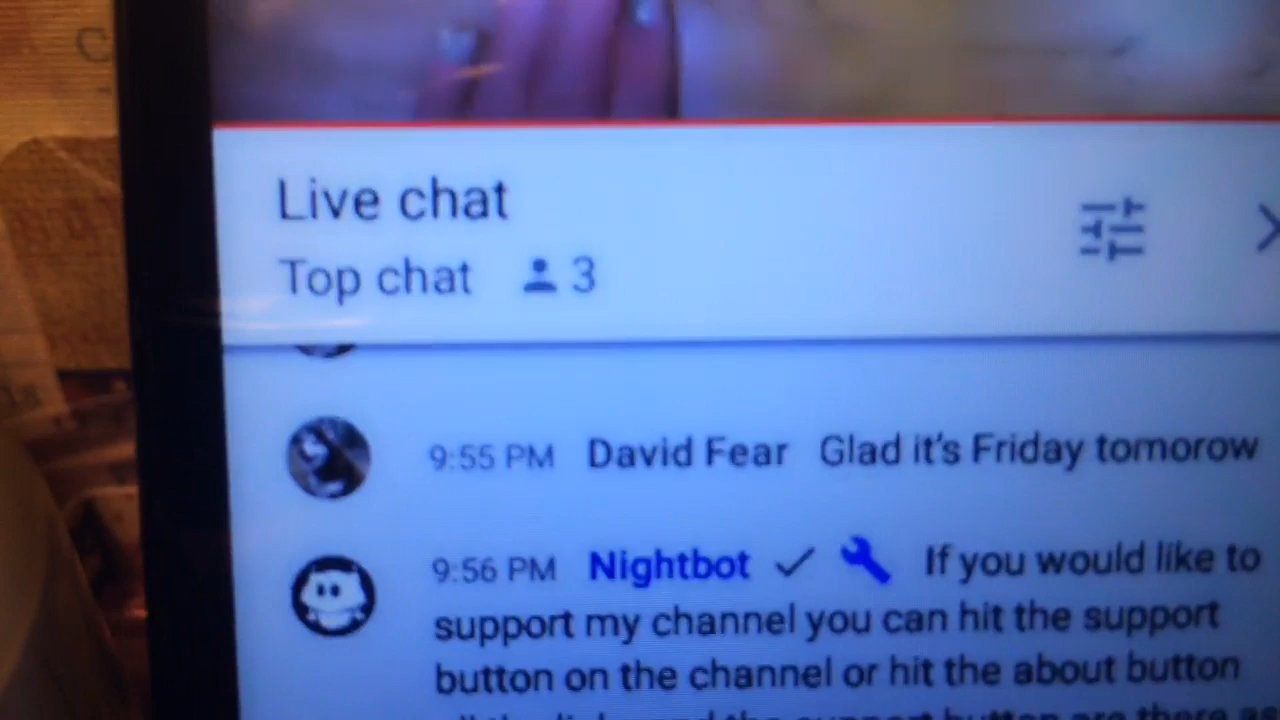 Live chat
Top chat 3
9:55 PM David Fear Glad it's Friday tomorow
9:56 PM Nightbot If you would like to
support my channel you can hit the support
button on the channel or hit the about button